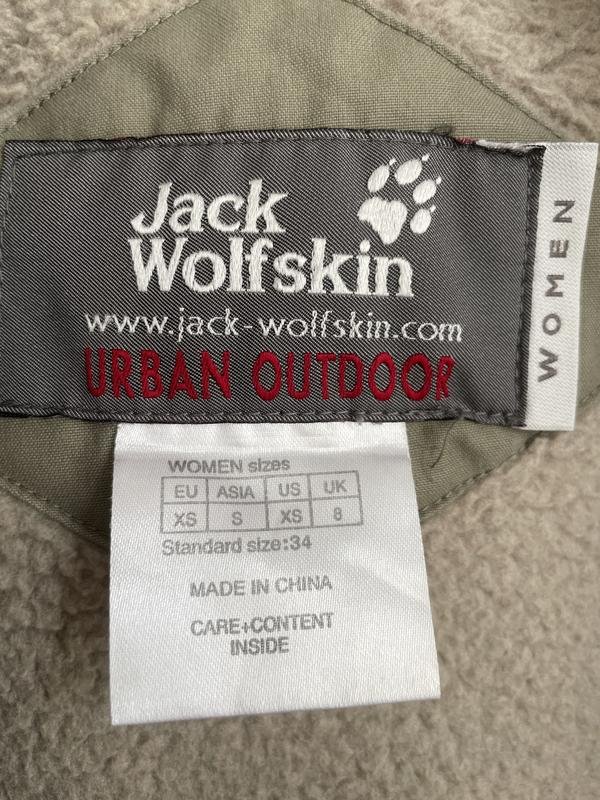 Jack
Wolfskin
www.jack-wolfskin.com
URBAN OUTDOOR
WOMEN
WOMEN sizes
EU ASIA US UK
XS S XS 8
Standard size:34
MADE IN CHINA
CARE+CONTENT
INSIDE